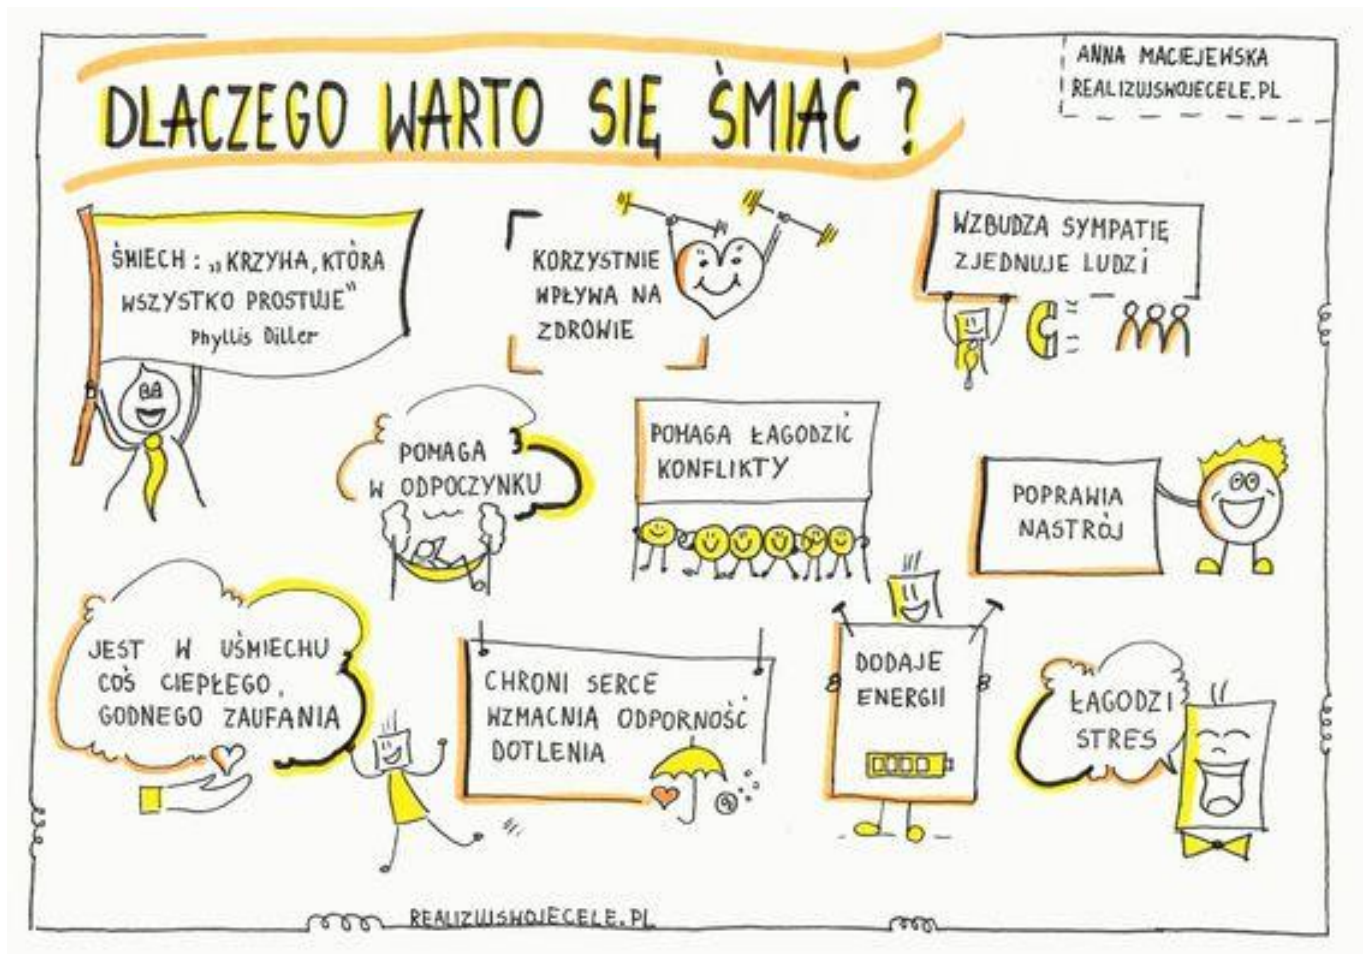 DLACZEGO WARTO SIĘ ŚMIAĆ ?
ANNA MACIEJEWSKA
REALIZUJSWOJECELE.PL
ŚMIECH : „KRZYWA, KTÓRA
WSZYSTKO PROSTUJE"
Phyllis Diller
KORZYSTNIE
WPŁYWA NA
ZDROWIE
WZBUDZA SYMPATIĘ
ZJEDNUJE LUDZI
POMAGA
W ODPOCZYNKU
POMAGA ŁAGODZIĆ
KONFLIKTY
POPRAWIA
NASTRÓJ
JEST W UŚMIECHU
COŚ CIEPŁEGO,
GODNEGO ZAUFANIA
CHRONI SERCE
WZMACNIA ODPORNOŚĆ
DOTLENIA
DODAJE
ENERGII
ŁAGODZI
STRES
REALIZUJSWOJECELE.PL